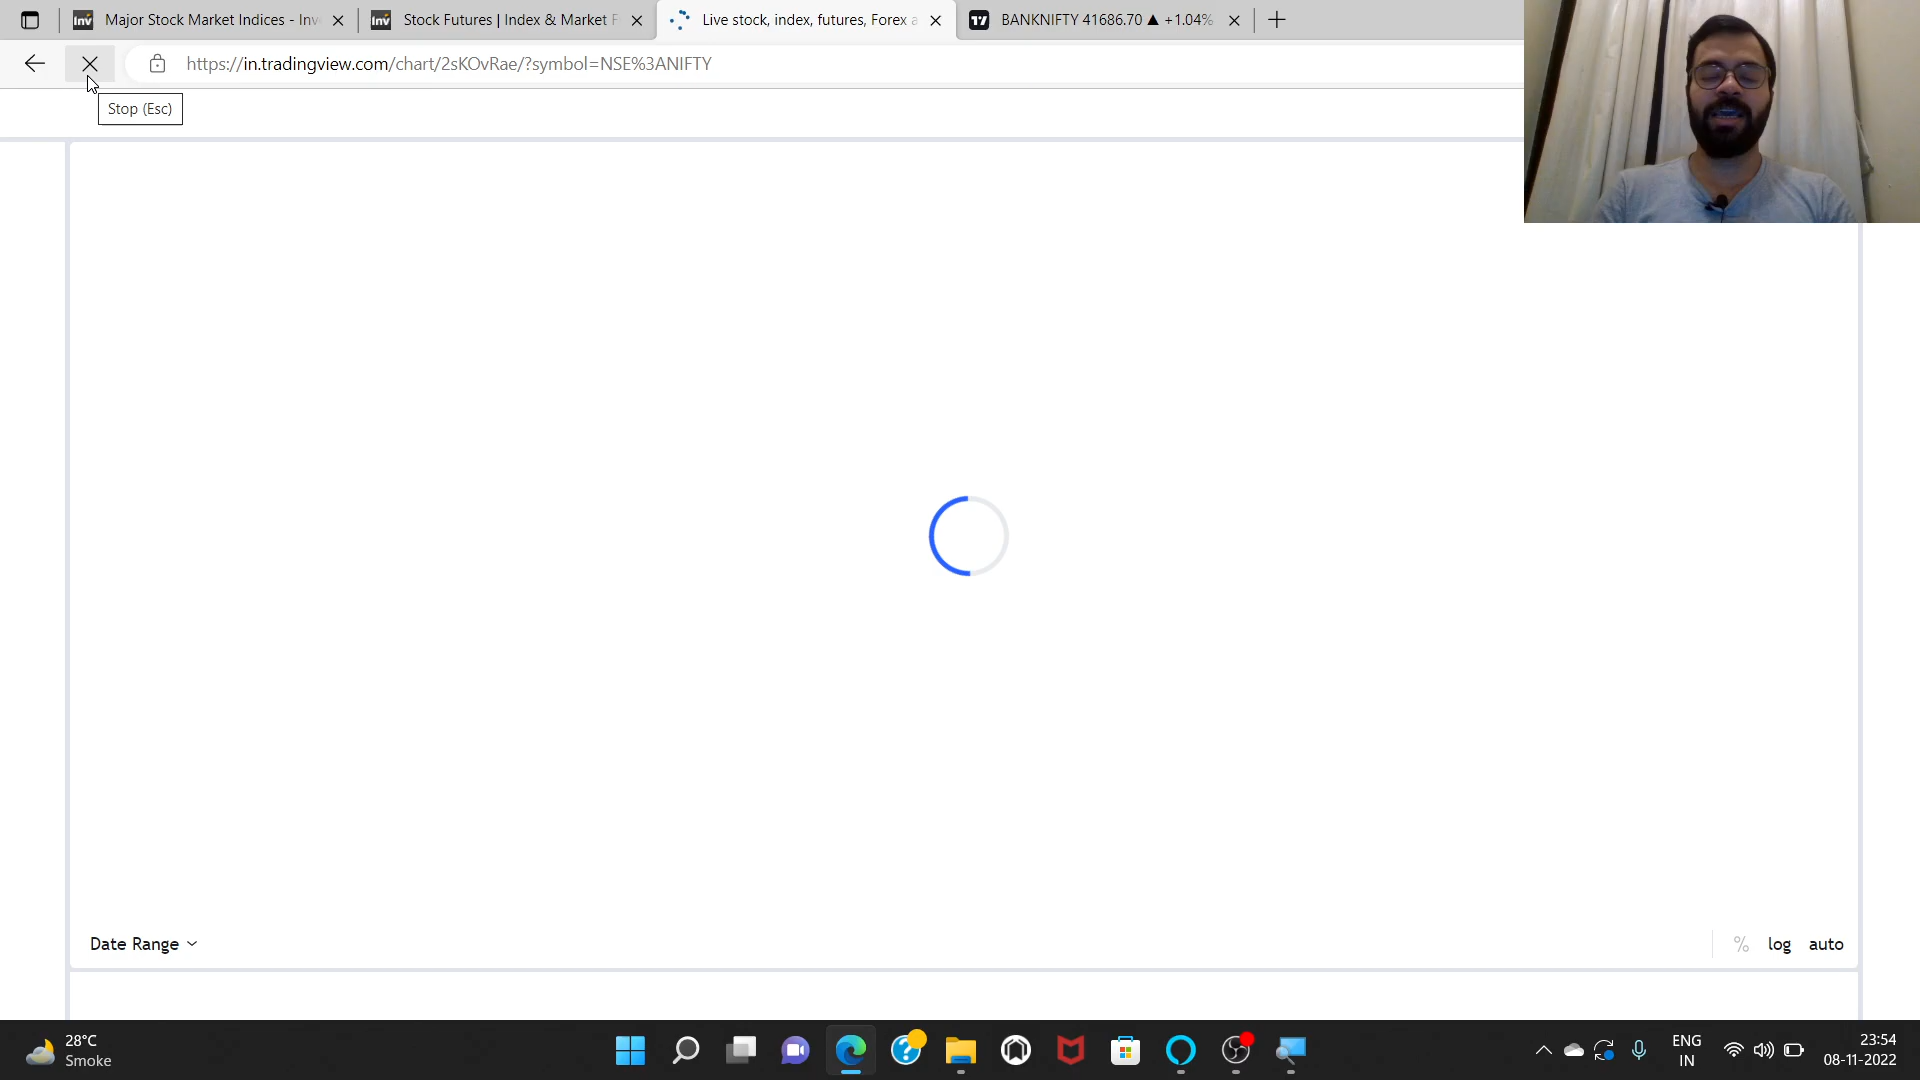 Major Stock Market Indices - Inv
Stock Futures | Index & Market F
Live stock, index, futures, Forex a
BANKNIFTY 41686.70 ▲ +1.04%
https://in.tradingview.com/chart/2sKOvRae/?symbol=NSE%3ANIFTY
Stop (Esc)
Date Range
% log auto
28°C
Smoke
ENG
IN
23:54
08-11-2022